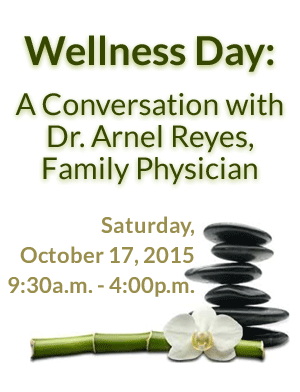 Wellness Day:
A Conversation with
Dr. Arnel Reyes,
Family Physician
Saturday,
October 17, 2015
9:30a.m. - 4:00p.m.